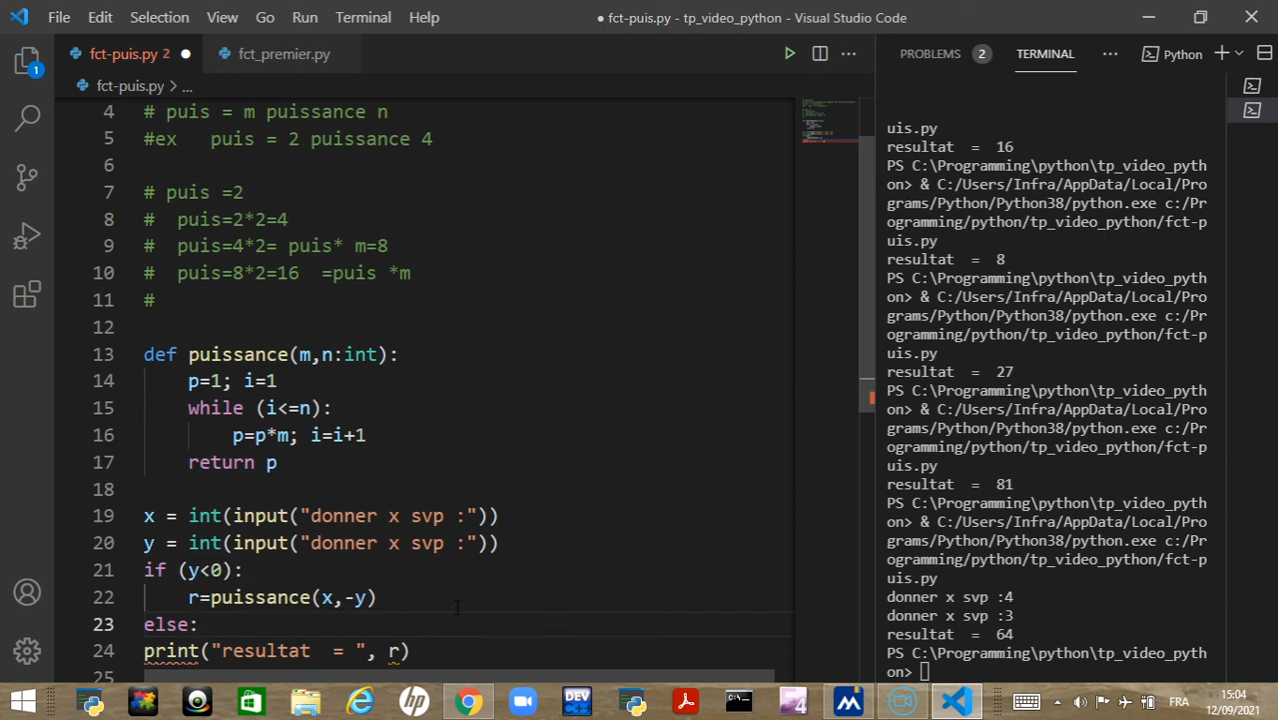 File Edit Selection View Go Run Terminal Help
● fct-puis.py - tp_video_python - Visual Studio Code
fct-puis.py 2 ●
fct_premier.py
PROBLEMS 2
TERMINAL
Python
1
fct-puis.py > ...
4 # puis = m puissance n
5 #ex puis = 2 puissance 4
6
7 # puis =2
8 # puis=2*2=4
9 # puis=4*2= puis* m=8
10 # puis=8*2=16 =puis *m
11 #
12
13 def puissance(m,n:int):
14 p=1; i=1
15 while (i<=n):
16 p=p*m; i=i+1
17 return p
18
19 x = int(input("donner x svp :"))
20 y = int(input("donner x svp :"))
21 if (y<0):
22 r=puissance(x,-y)
23 else:
24 print("resultat = ", r)
25
uis.py
resultat = 16
PS C:\Programming\python\tp_video_pyth
on> & C:/Users/Infra/AppData/Local/Pro
grams/Python/Python38/python.exe c:/Pr
ogramming/python/tp_video_python/fct-p
uis.py
resultat = 8
PS C:\Programming\python\tp_video_pyth
on> & C:/Users/Infra/AppData/Local/Pro
grams/Python/Python38/python.exe c:/Pr
ogramming/python/tp_video_python/fct-p
uis.py
resultat = 27
PS C:\Programming\python\tp_video_pyth
on> & C:/Users/Infra/AppData/Local/Pro
grams/Python/Python38/python.exe c:/Pr
ogramming/python/tp_video_python/fct-p
uis.py
resultat = 81
PS C:\Programming\python\tp_video_pyth
on> & C:/Users/Infra/AppData/Local/Pro
grams/Python/Python38/python.exe c:/Pr
ogramming/python/tp_video_python/fct-p
uis.py
donner x svp :4
donner x svp :3
resultat = 64
PS C:\Programming\python\tp_video_pyth
on>
hp
DEV
4
FRA
15:04
12/09/2021